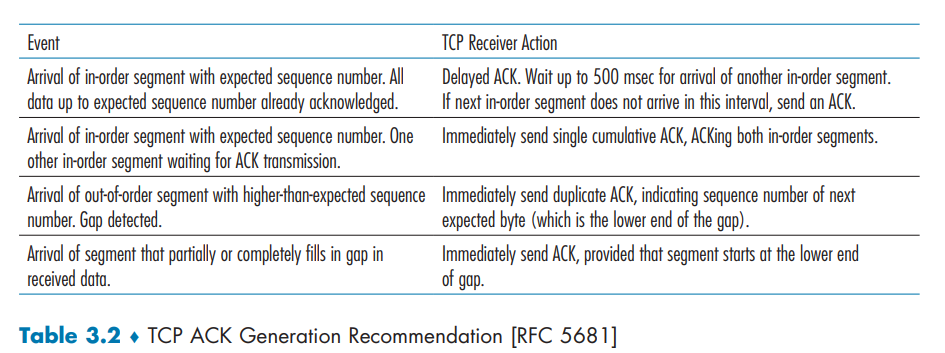 Event TCP Receiver Action
Arrival of in-order segment with expected sequence number. All
data up to expected sequence number already acknowledged.
Delayed ACK. Wait up to 500 msec for arrival of another in-order segment.
If next in-order segment does not arrive in this interval, send an ACK.
Arrival of in-order segment with expected sequence number. One
other in-order segment waiting for ACK transmission.
Immediately send single cumulative ACK, ACKing both in-order segments.
Arrival of out-of-order segment with higher-than-expected sequence
number. Gap detected.
Immediately send duplicate ACK, indicating sequence number of next
expected byte (which is the lower end of the gap).
Arrival of segment that partially or completely fills in gap in
received data.
Immediately send ACK, provided that segment starts at the lower end
of gap.
Table 3.2 ♦ TCP ACK Generation Recommendation [RFC 5681]